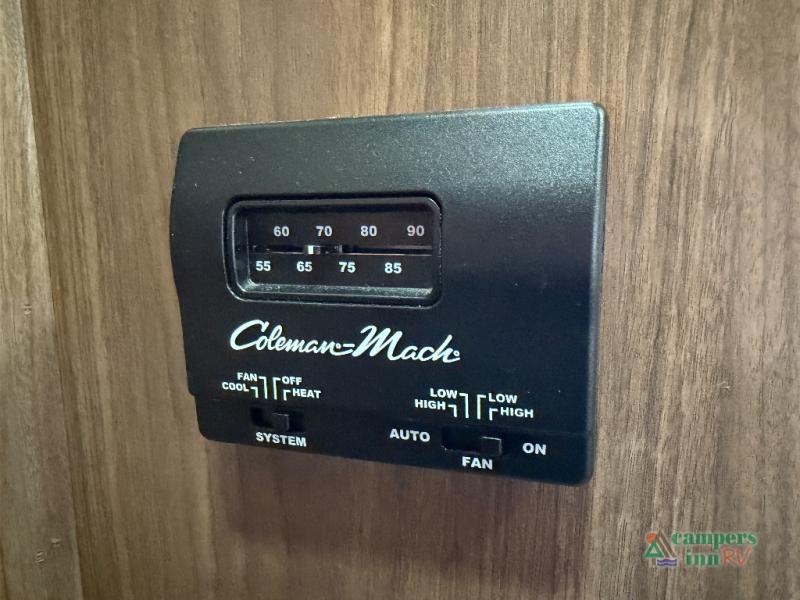 60 70 80 90
55 65 75 85
Coleman-Mach
FAN OFF
COOL HEAT
SYSTEM
LOW LOW
HIGH HIGH
AUTO ON
FAN
campers
inn RV